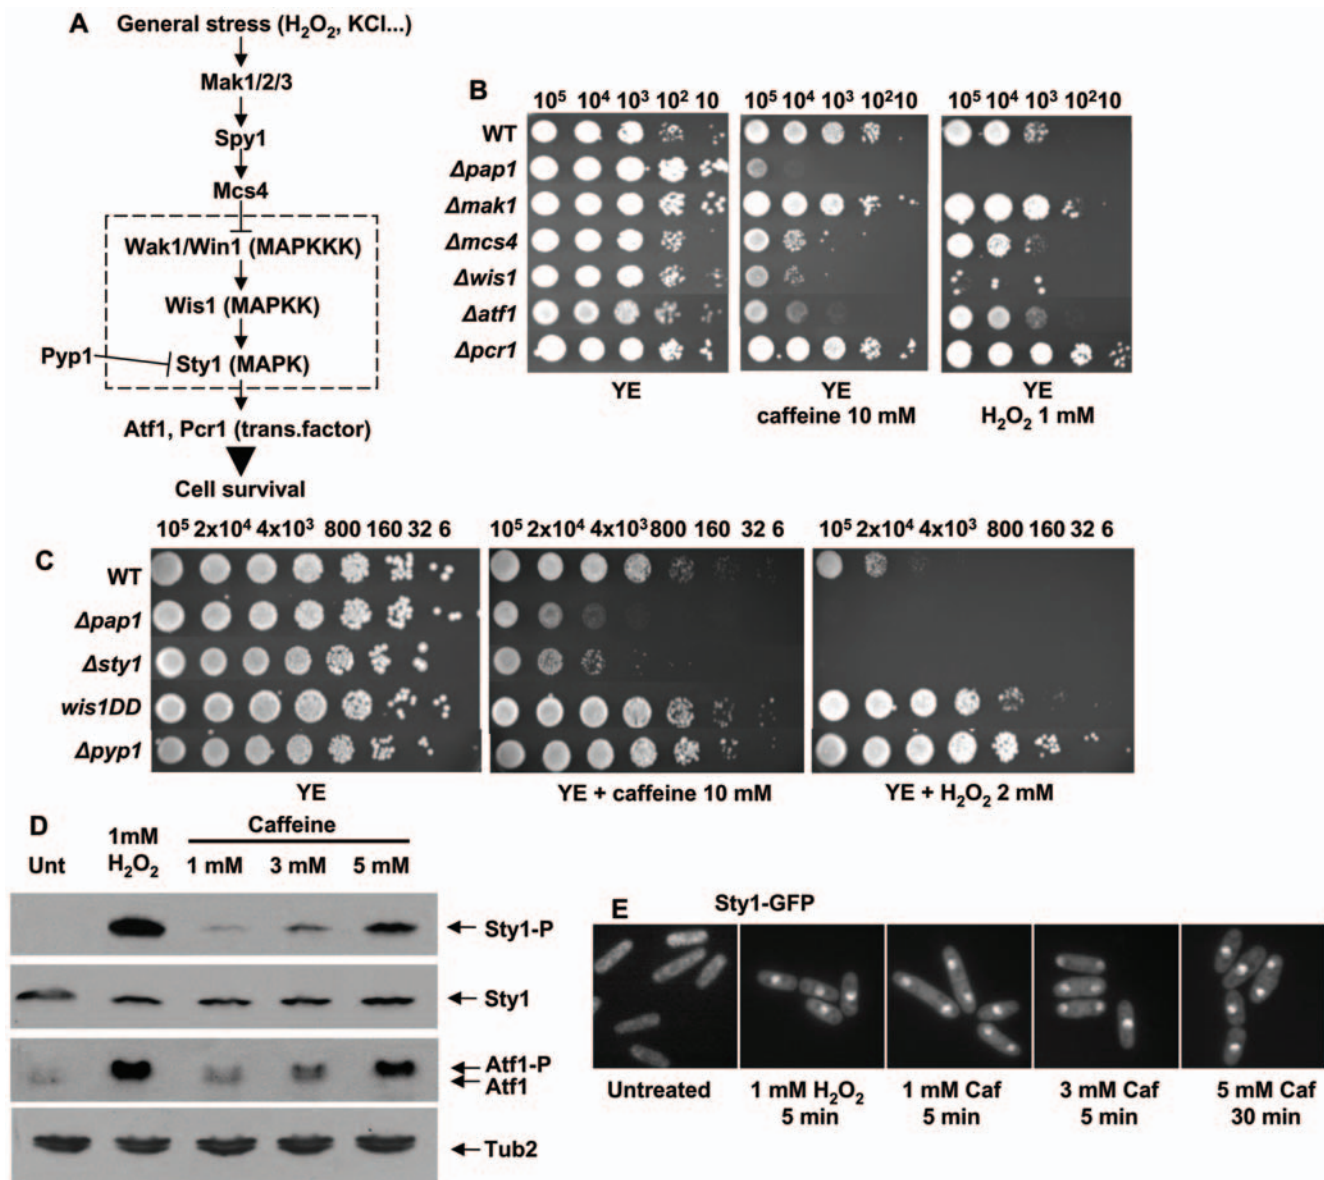 A
General stress (H₂O₂, KCl...)
Mak1/2/3
Spy1
Mcs4
Wak1/Win1 (MAPKKK)
Wis1 (MAPKK)
Pyp1
Sty1 (MAPK)
Atf1, Pcr1 (trans.factor)
Cell survival
B
10⁵ 10⁴ 10³ 10² 10
10⁵ 10⁴ 10³ 10² 10
10⁵ 10⁴ 10³ 10² 10
WT
Δpap1
Δmak1
Δmcs4
Δwis1
Δatf1
Δpcr1
YE
YE
caffeine 10 mM
YE
H₂O₂ 1 mM
C
10⁵ 2x10⁴ 4x10³ 800 160 32 6
10⁵ 2x10⁴ 4x10³ 800 160 32 6
10⁵ 2x10⁴ 4x10³ 800 160 32 6
WT
Δpap1
Δsty1
wis1DD
Δpyp1
YE
YE + caffeine 10 mM
YE + H₂O₂ 2 mM
D
Unt
1mM
H₂O₂
Caffeine
1 mM 3 mM 5 mM
Sty1-P
Sty1
Atf1-P
Atf1
Tub2
E
Sty1-GFP
Untreated
1 mM H₂O₂
5 min
1 mM Caf
5 min
3 mM Caf
5 min
5 mM Caf
30 min